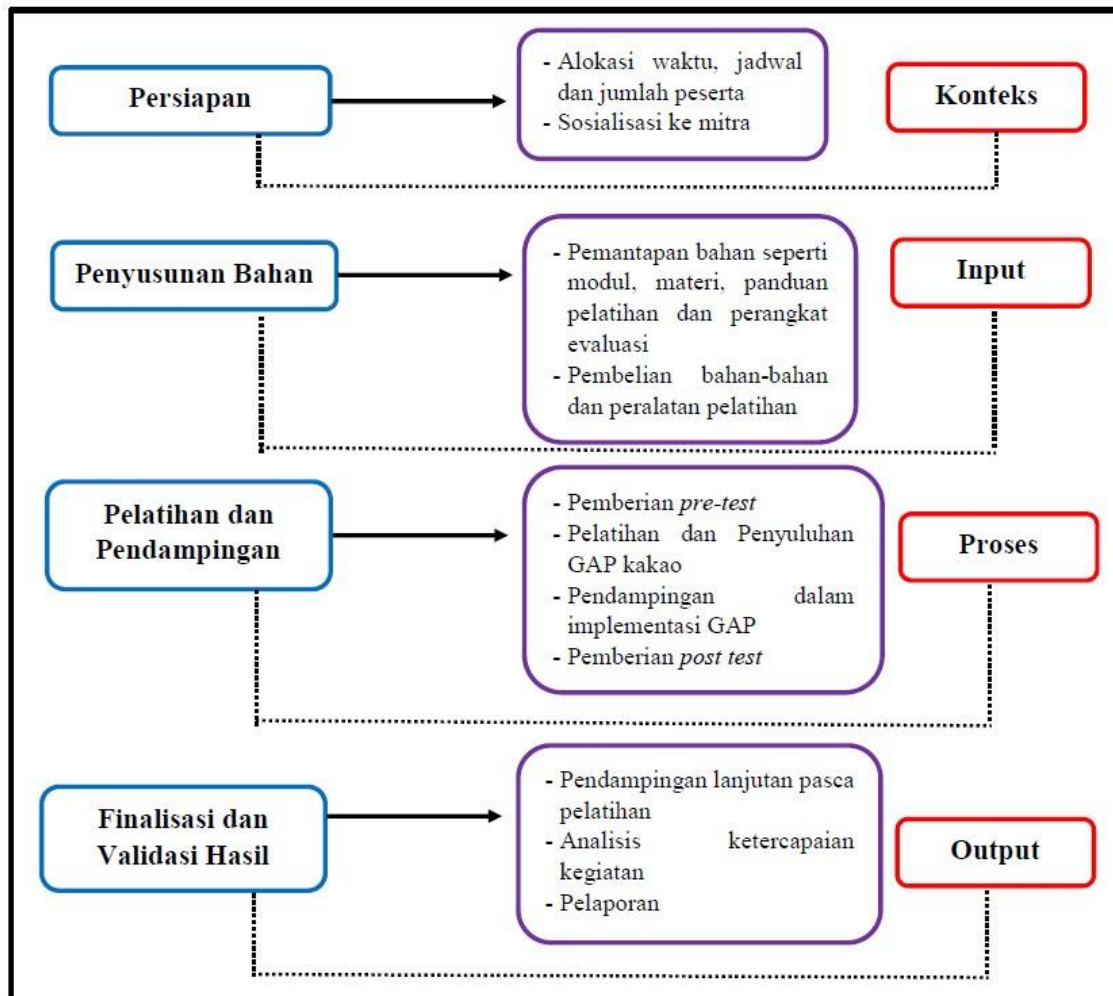 Persiapan
- Alokasi waktu, jadwal
dan jumlah peserta
- Sosialisasi ke mitra
Konteks
Penyusunan Bahan
- Pemantapan bahan seperti
modul, materi, panduan
pelatihan dan perangkat
evaluasi
- Pembelian bahan-bahan
dan peralatan pelatihan
Input
Pelatihan dan
Pendampingan
- Pemberian pre-test
- Pelatihan dan Penyuluhan
GAP kakao
- Pendampingan dalam
implementasi GAP
- Pemberian post test
Proses
Finalisasi dan
Validasi Hasil
- Pendampingan lanjutan pasca
pelatihan
- Analisis ketercapaian
kegiatan
- Pelaporan
Output